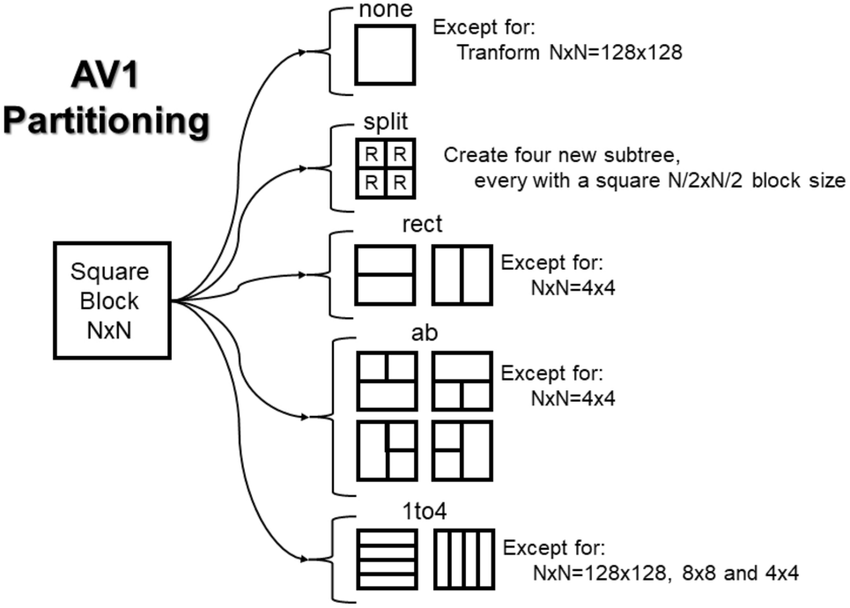 AV1
Partitioning
none
Except for:
Tranform NxN=128x128
split
R R
R R
Create four new subtree,
every with a square N/2xN/2 block size
rect
Except for:
NxN=4x4
Square
Block
NxN
ab
Except for:
NxN=4x4
1to4
Except for:
NxN=128x128, 8x8 and 4x4